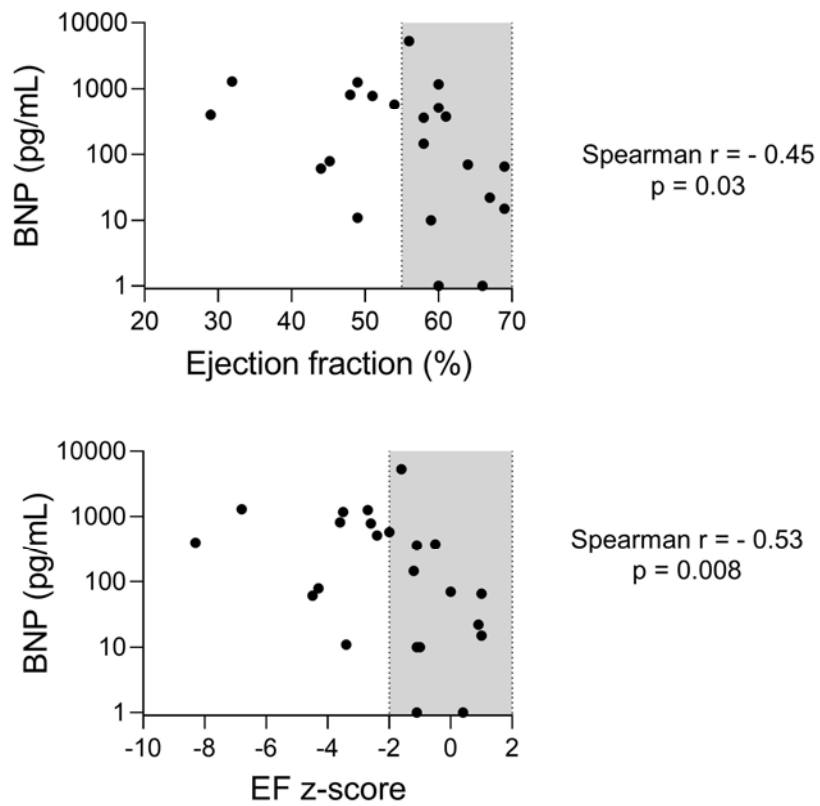 10000
1000
100
10
1
BNP (pg/mL)
20 30 40 50 60 70
Ejection fraction (%)
Spearman r = - 0.45
p = 0.03
10000
1000
100
10
1
BNP (pg/mL)
-10 -8 -6 -4 -2 0 2
EF z-score
Spearman r = - 0.53
p = 0.008